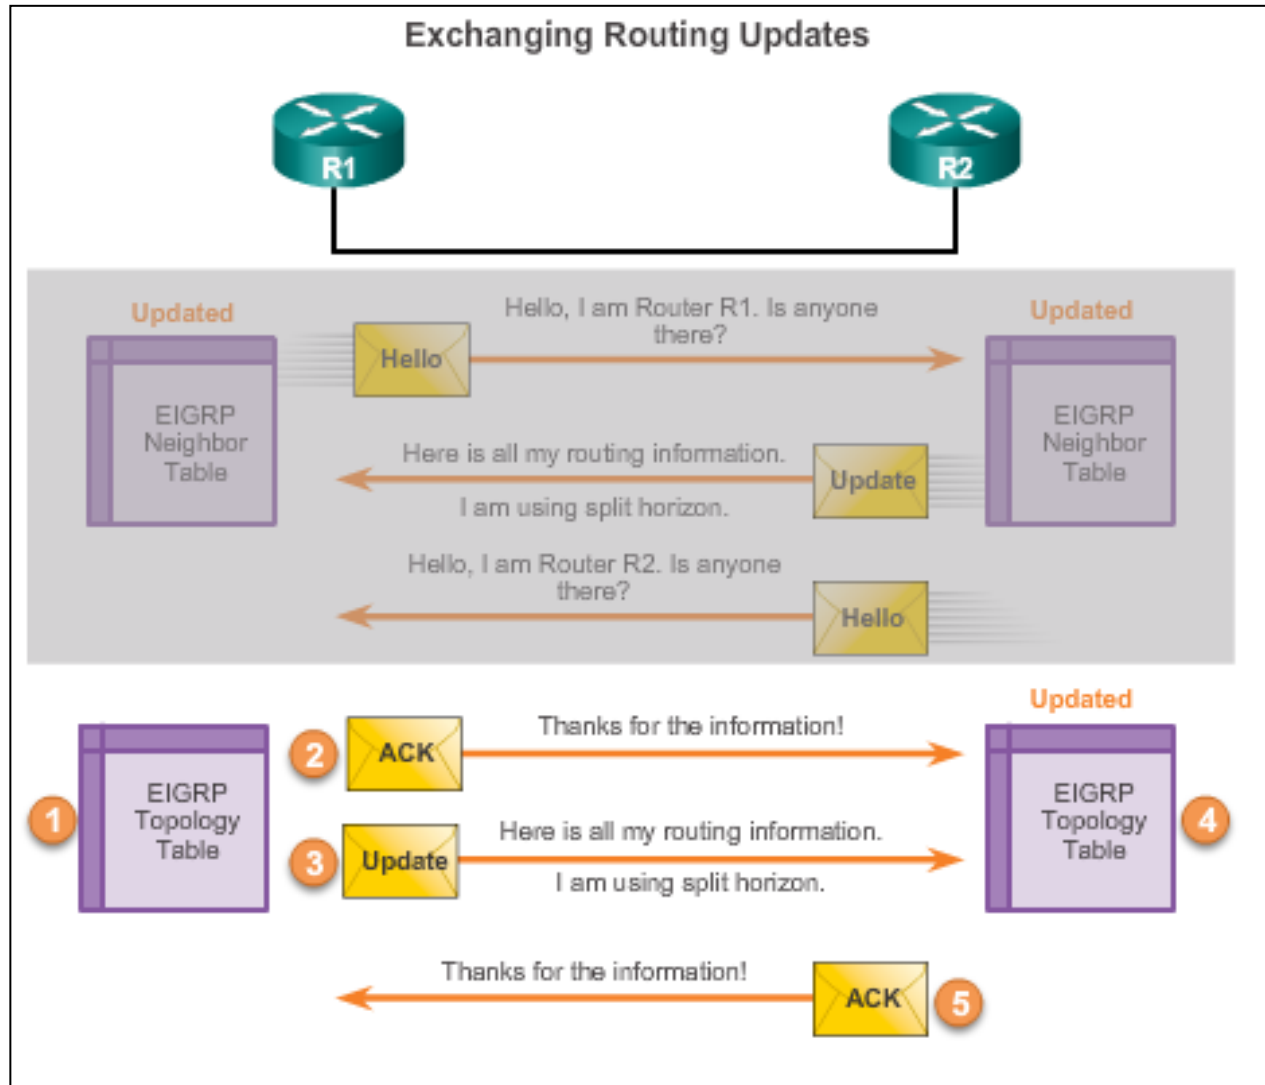 Exchanging Routing Updates
R1
R2
Updated
Hello, I am Router R1. Is anyone
there?
Updated
Hello
EIGRP
Neighbor
Table
EIGRP
Neighbor
Table
Here is all my routing information.
Update
I am using split horizon.
Hello, I am Router R2. Is anyone
there?
Hello
Updated
1
EIGRP
Topology
Table
2
ACK
Thanks for the information!
EIGRP
Topology
Table
4
3
Update
Here is all my routing information.
I am using split horizon.
Thanks for the information!
ACK
5